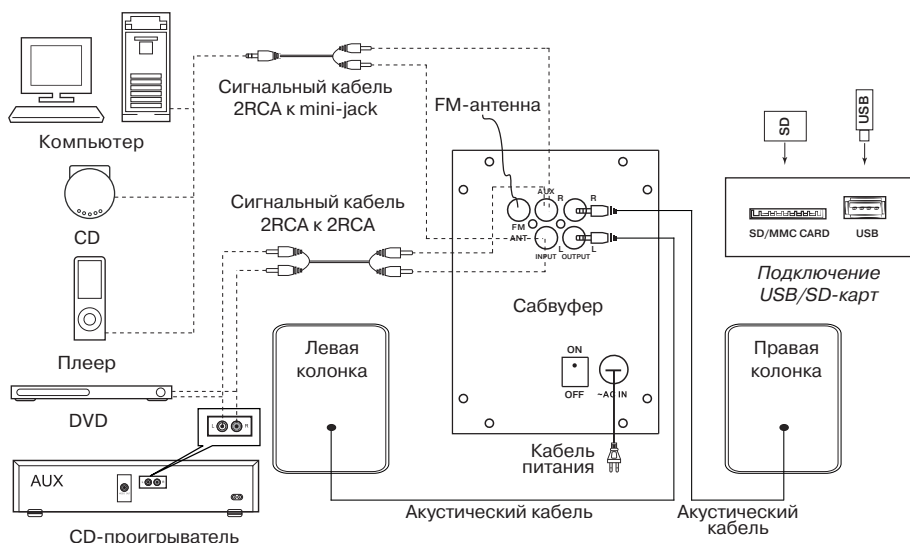 Компьютер
CD
Плеер
DVD
L
R
AUX
CD-проигрыватель
Сигнальный кабель
2RCA к mini-jack
Сигнальный кабель
2RCA к 2RCA
FM-антенна
AUX
R
R
FM
ANT
L
L
INPUT
OUTPUT
Сабвуфер
ON
OFF
~AC IN
Кабель
питания
Левая
колонка
Правая
колонка
Акустический кабель
Акустический
кабель
SD
USB
SD/MMC CARD
USB
Подключение
USB/SD-карт